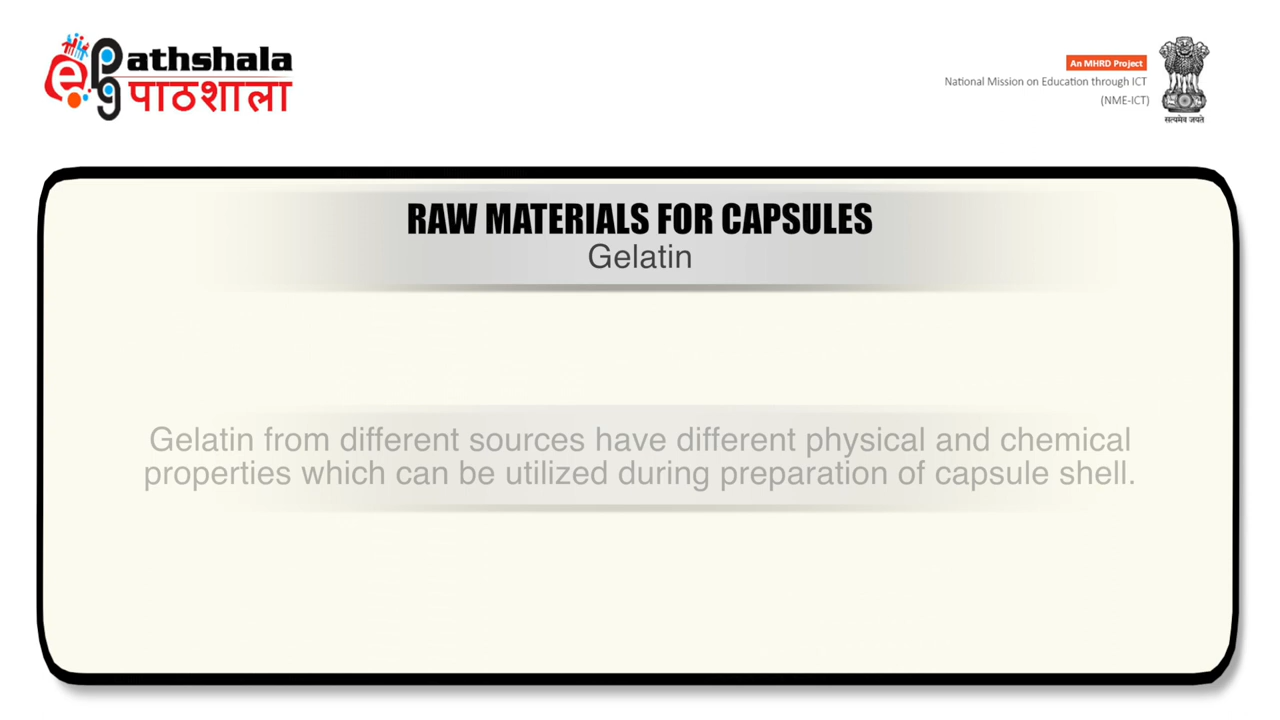 ePG Pathshala
पाठशाला
An MHRD Project
National Mission on Education through ICT
(NME-ICT)
सत्यमेव जयते
RAW MATERIALS FOR CAPSULES
Gelatin
Gelatin from different sources have different physical and chemical
properties which can be utilized during preparation of capsule shell.